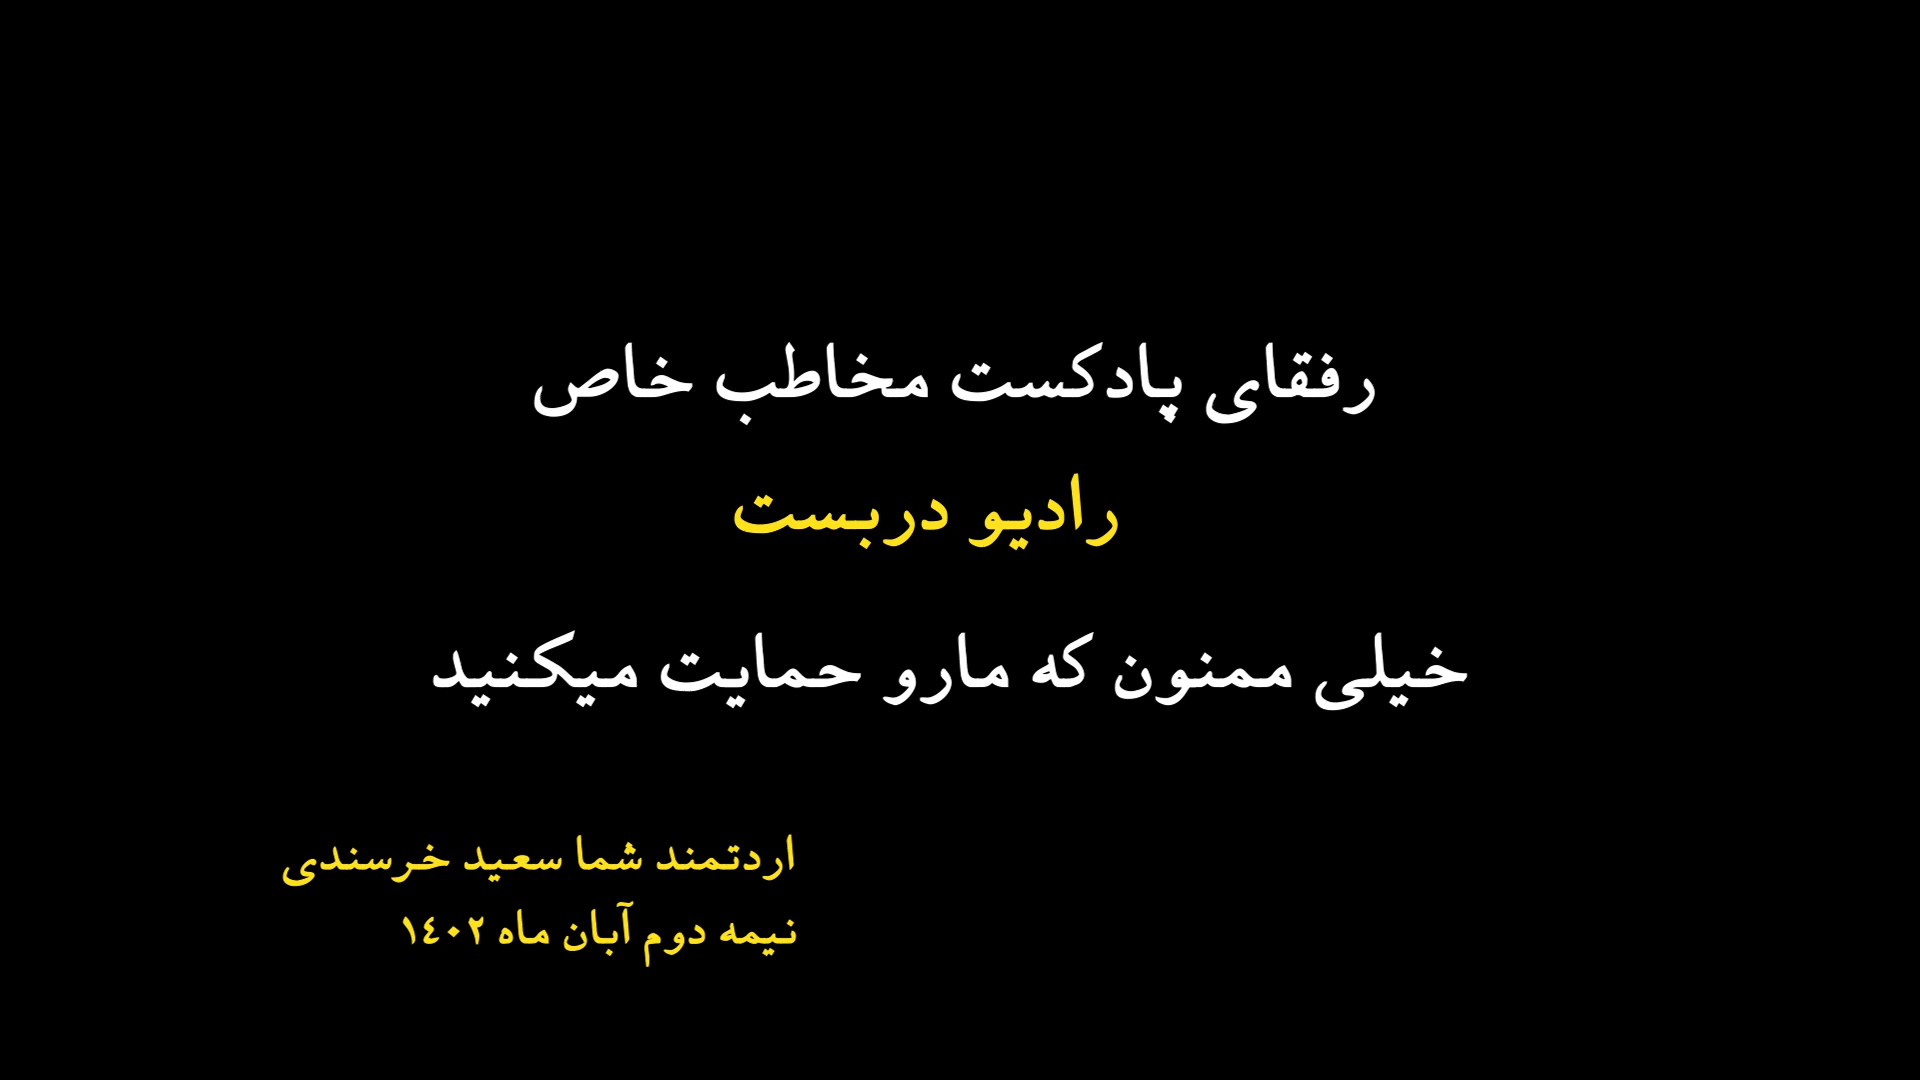 رفقای پادکست مخاطب خاص
رادیو دربست
خیلی ممنون که مارو حمایت میکنید
اردتمند شما سعید خرسندی
نیمه دوم آبان ماه ۱٤۰۲